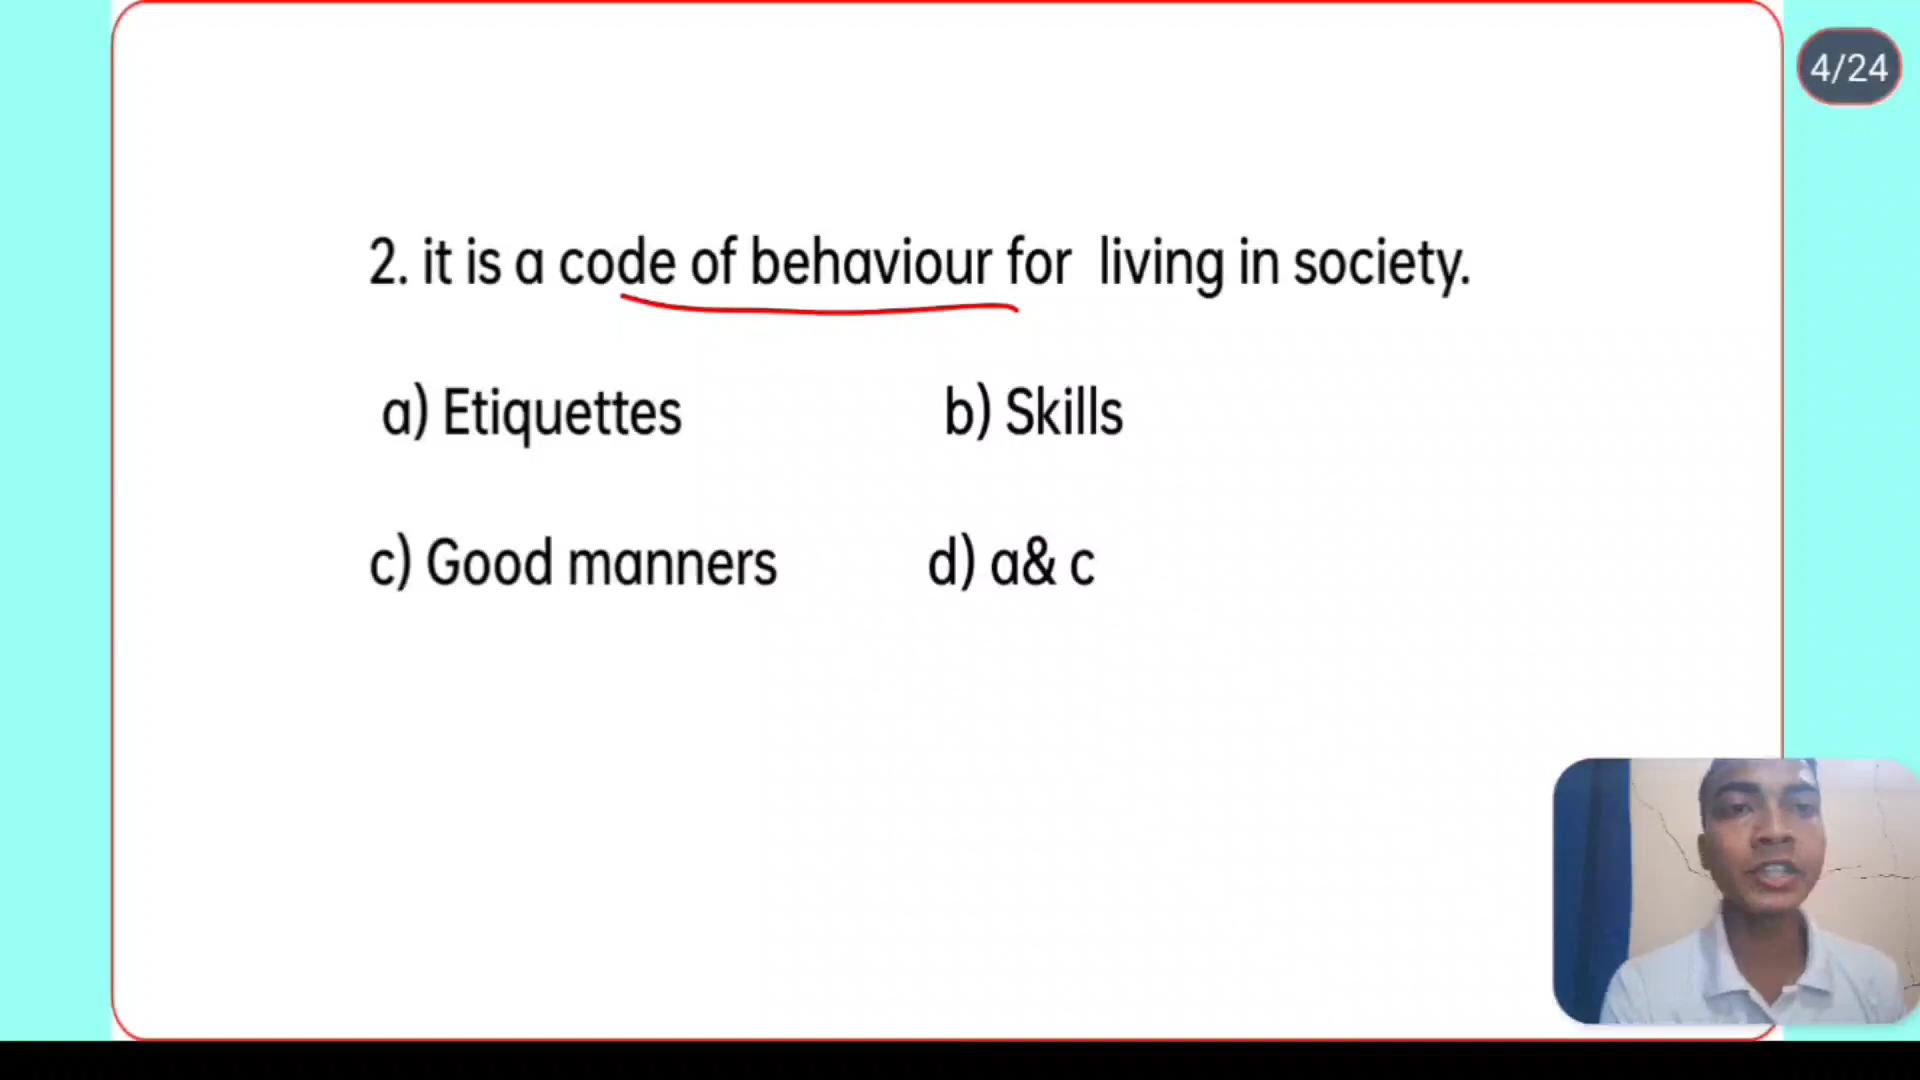 4/24
2. it is a code of behaviour for living in society.
a) Etiquettes b) Skills
c) Good manners d) a& c